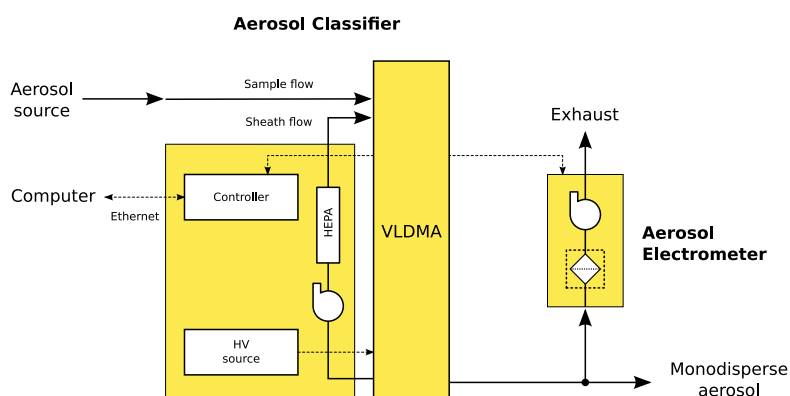 Aerosol Classifier
Aerosol
source
Sample flow
Sheath flow
Exhaust
Computer
Ethernet
Controller
HEPA
VLDMA
Aerosol
Electrometer
HV
source
Monodisperse
aerosol